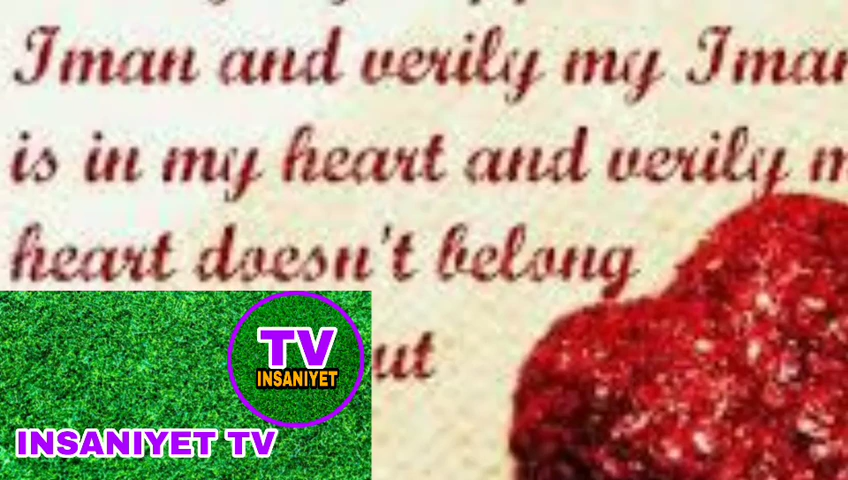 Iman and verily my Iman
is in my heart and verily m
heart doesn't belong
ut
TV
INSANIYET
INSANIYET TV